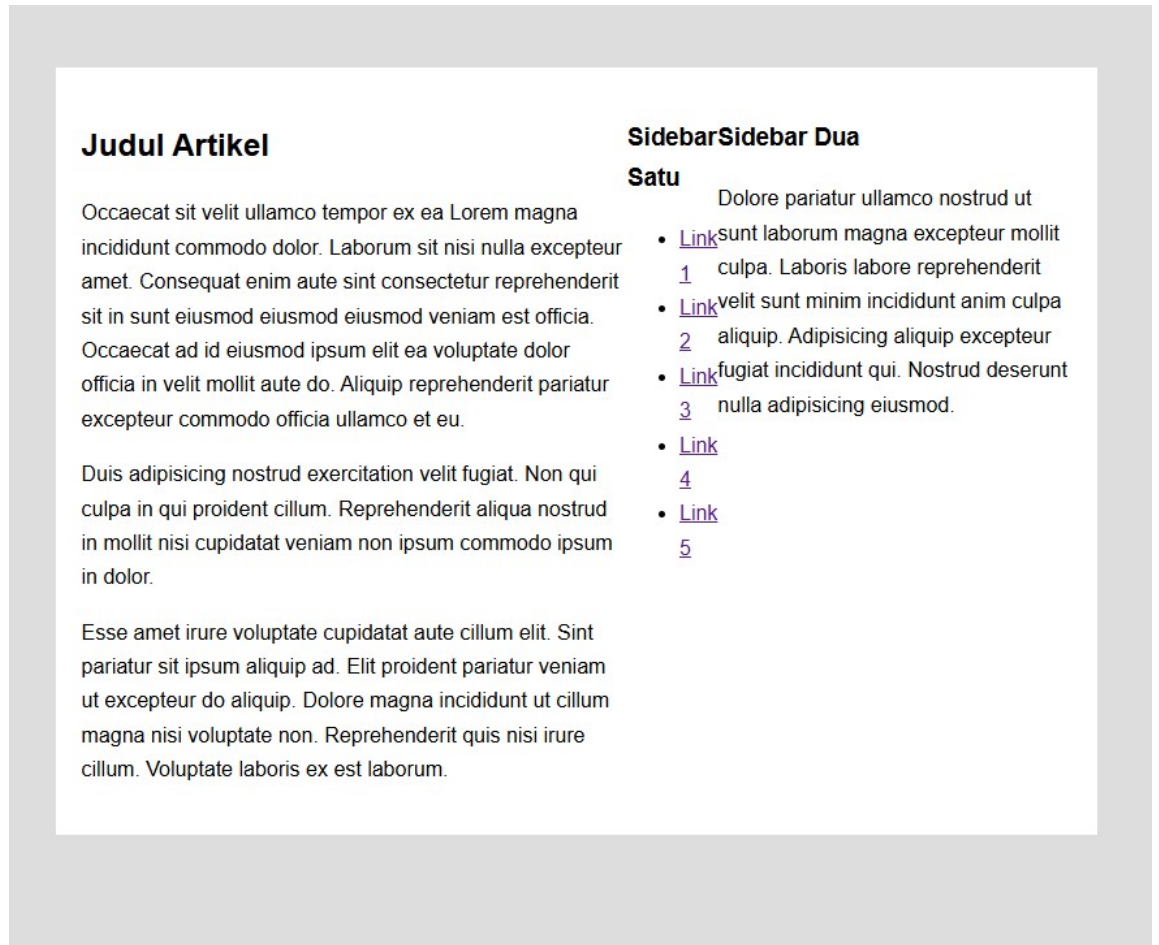 Judul Artikel
Occaecat sit velit ullamco tempor ex ea Lorem magna
incididunt commodo dolor. Laborum sit nisi nulla excepteur
amet. Consequat enim aute sint consectetur reprehenderit
sit in sunt eiusmod eiusmod eiusmod veniam est officia.
Occaecat ad id eiusmod ipsum elit ea voluptate dolor
officia in velit mollit aute do. Aliquip reprehenderit pariatur
excepteur commodo officia ullamco et eu.
Duis adipisicing nostrud exercitation velit fugiat. Non qui
culpa in qui proident cillum. Reprehenderit aliqua nostrud
in mollit nisi cupidatat veniam non ipsum commodo ipsum
in dolor.
Esse amet irure voluptate cupidatat aute cillum elit. Sint
pariatur sit ipsum aliquip ad. Elit proident pariatur veniam
ut excepteur do aliquip. Dolore magna incididunt ut cillum
magna nisi voluptate non. Reprehenderit quis nisi irure
cillum. Voluptate laboris ex est laborum.
Sidebar
Satu
Link
1
Link
2
Link
3
Link
4
Link
5
Sidebar Dua
Dolore pariatur ullamco nostrud ut
sunt laborum magna excepteur mollit
culpa. Laboris labore reprehenderit
velit sunt minim incididunt anim culpa
aliquip. Adipisicing aliquip excepteur
fugiat incididunt qui. Nostrud deserunt
nulla adipisicing eiusmod.